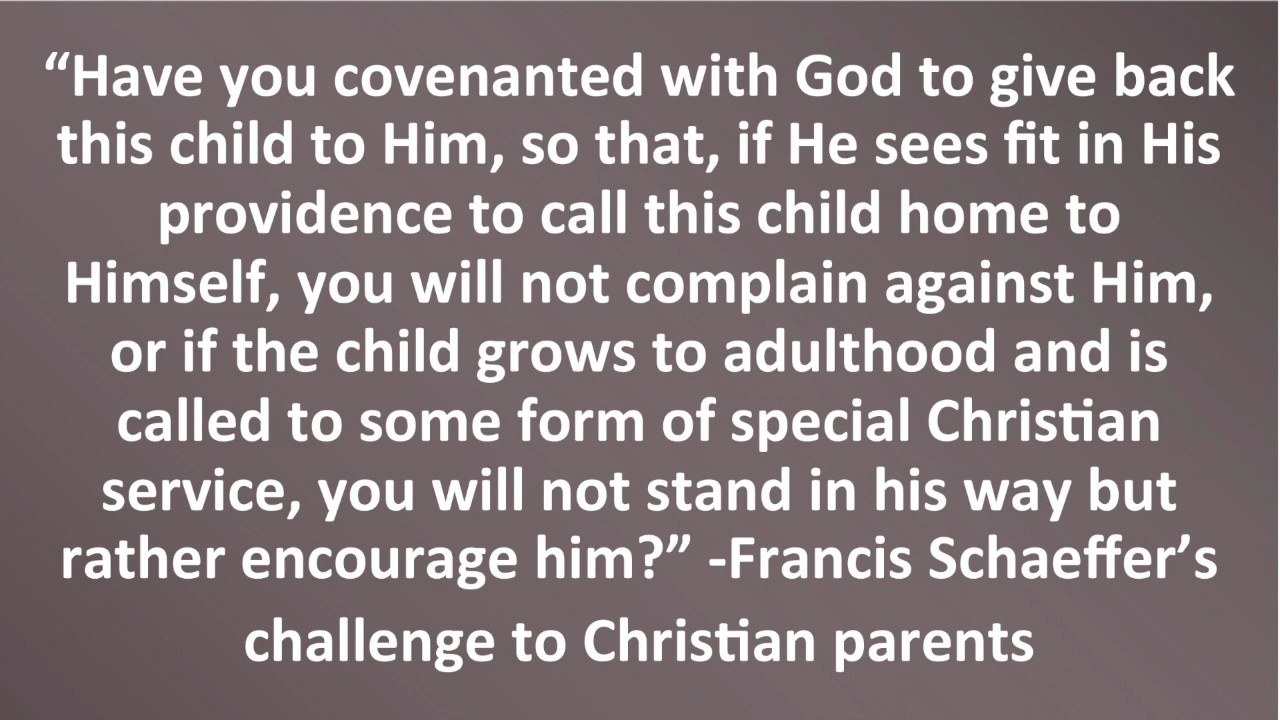 “Have you covenanted with God to give back
this child to Him, so that, if He sees fit in His
providence to call this child home to
Himself, you will not complain against Him,
or if the child grows to adulthood and is
called to some form of special Christian
service, you will not stand in his way but
rather encourage him?” -Francis Schaeffer’s
challenge to Christian parents